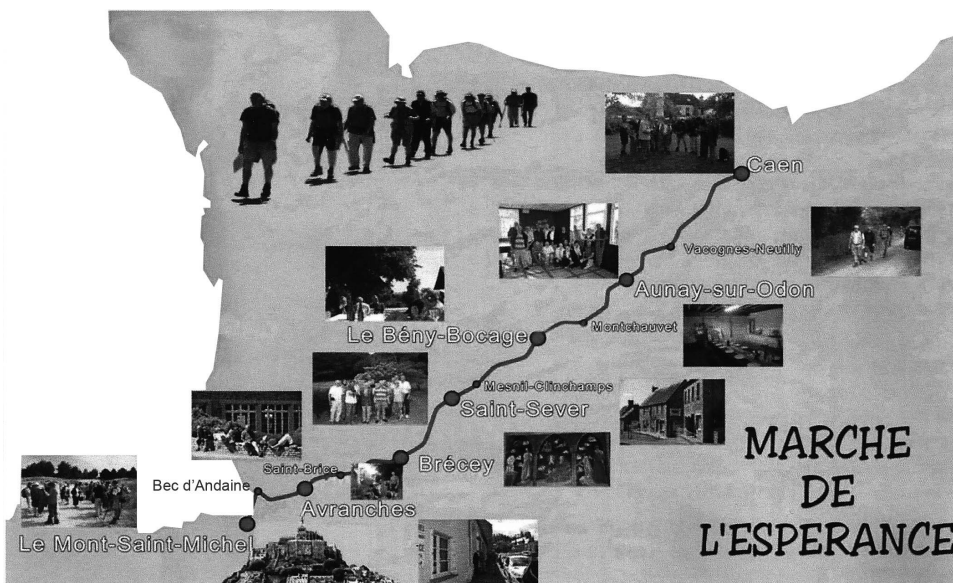 Caen
Vacognes-Neuilly
Aunay-sur-Odon
Montchauvet
Le Bény-Bocage
Mesnil-Clinchamps
Saint-Sever
Brécey
Saint-Brice
Avranches
Bec d'Andaine
Le Mont-Saint-Michel
MARCHE
DE
L'ESPERANCE